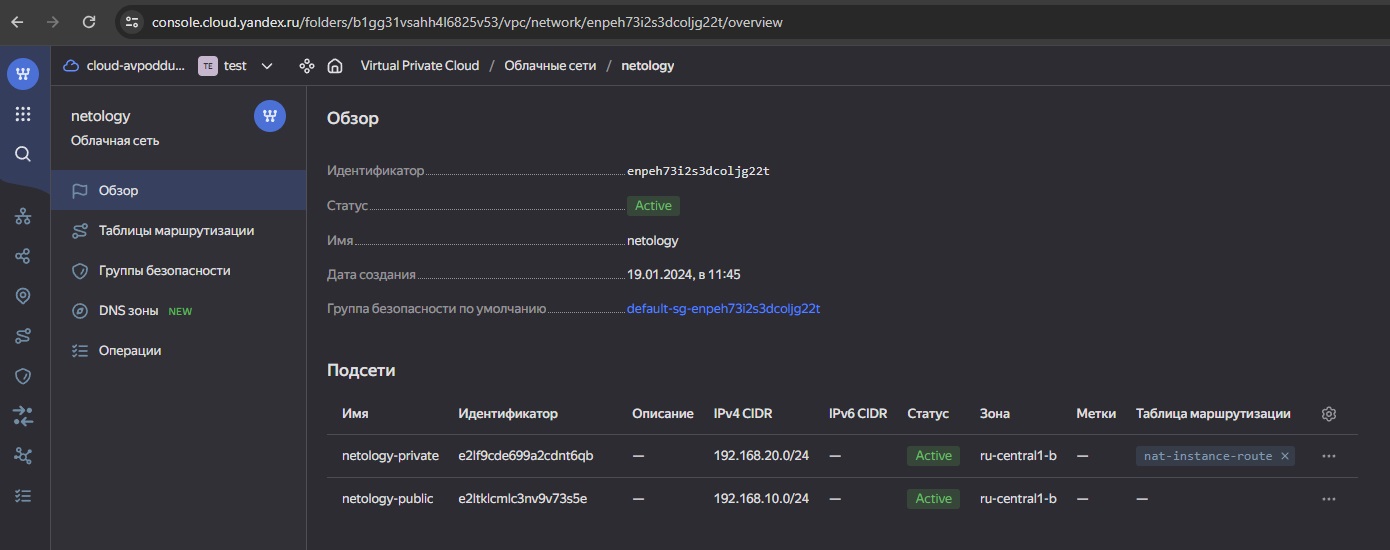 console.cloud.yandex.ru/folders/b1gg31vsahh4l6825v53/vpc/network/enpeh73i2s3dcoljg22t/overview
cloud-avpoddu... TE test Virtual Private Cloud / Облачные сети / netology
netology
Облачная сеть
Обзор
Таблицы маршрутизации
Группы безопасности
DNS зоны NEW
Операции
Обзор
Идентификатор enpeh73i2s3dcoljg22t
Статус Active
Имя netology
Дата создания 19.01.2024, в 11:45
Группа безопасности по умолчанию default-sg-enpeh73i2s3dcoljg22t
Подсети
Имя Идентификатор Описание IPv4 CIDR IPv6 CIDR Статус Зона Метки Таблица маршрутизации
netology-private e2lf9cde699a2cdnt6qb — 192.168.20.0/24 — Active ru-central1-b — nat-instance-route ×
netology-public e2ltklcmlc3nv9v73s5e — 192.168.10.0/24 — Active ru-central1-b — —